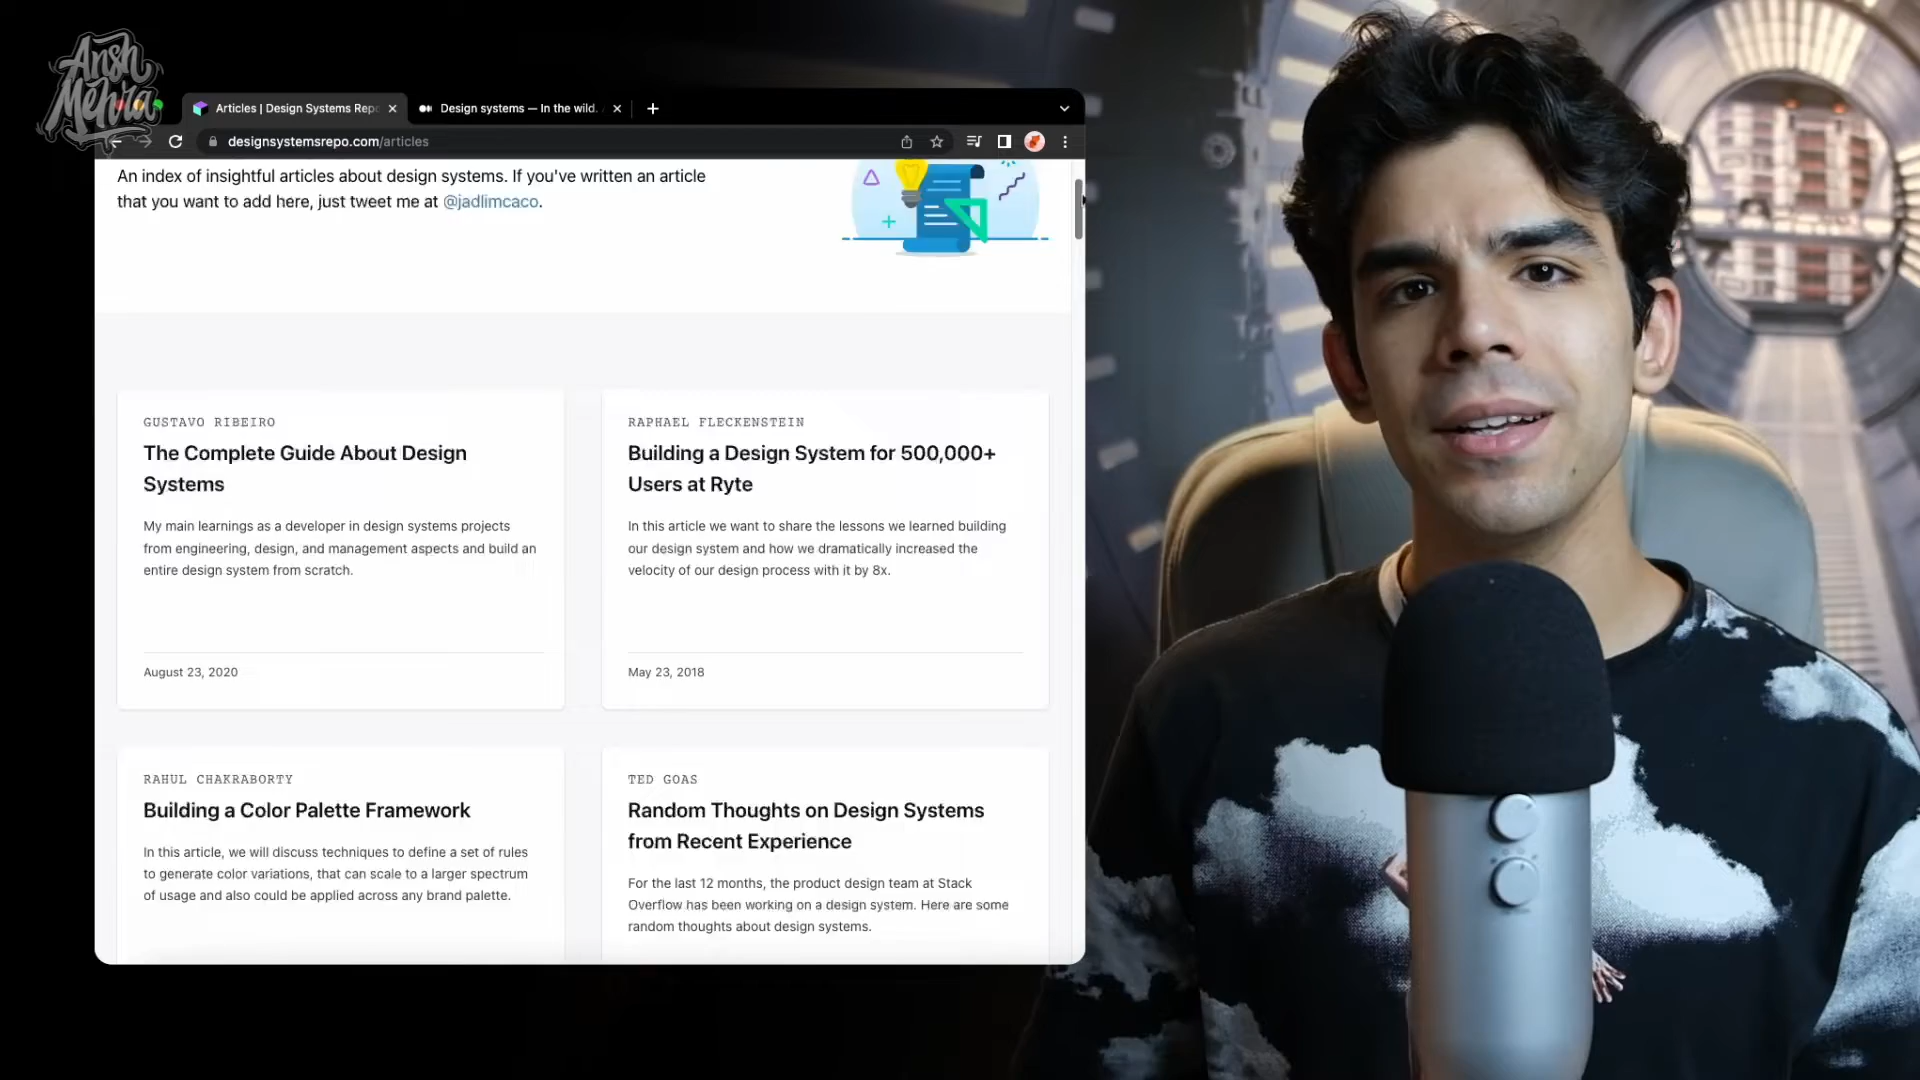 Ansh
Mehra
Articles | Design Systems Repo
Design systems — In the wild.
designsystemsrepo.com/articles
An index of insightful articles about design systems. If you've written an article
that you want to add here, just tweet me at @jadlimcaco.
GUSTAVO RIBEIRO
The Complete Guide About Design
Systems
My main learnings as a developer in design systems projects
from engineering, design, and management aspects and build an
entire design system from scratch.
August 23, 2020
RAPHAEL FLECKENSTEIN
Building a Design System for 500,000+
Users at Ryte
In this article we want to share the lessons we learned building
our design system and how we dramatically increased the
velocity of our design process with it by 8x.
May 23, 2018
RAHUL CHAKRABORTY
Building a Color Palette Framework
In this article, we will discuss techniques to define a set of rules
to generate color variations, that can scale to a larger spectrum
of usage and also could be applied across any brand palette.
TED GOAS
Random Thoughts on Design Systems
from Recent Experience
For the last 12 months, the product design team at Stack
Overflow has been working on a design system. Here are some
random thoughts about design systems.